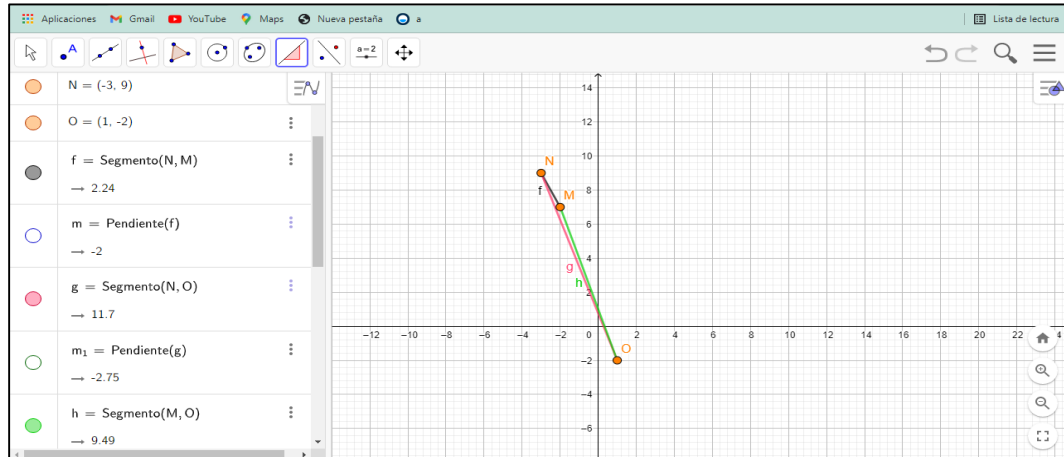 Aplicaciones Gmail YouTube Maps Nueva pestaña a Lista de lectura
A a=2
N = (-3, 9)
O = (1, -2)
f = Segmento(N, M)
→ 2.24
m = Pendiente(f)
→ -2
g = Segmento(N, O)
→ 11.7
m₁ = Pendiente(g)
→ -2.75
h = Segmento(M, O)
→ 9.49
14
12
10
N
f 8 M
6
4
g
h
2
-12 -10 -8 -6 -4 -2 0 2 4 6 8 10 12 14 16 18 20 22 24
O
-2
-4
-6